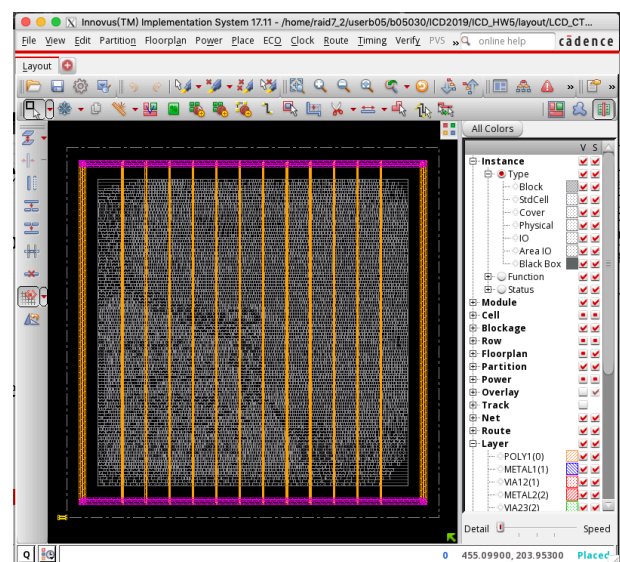 Innovus(TM) Implementation System 17.11 - /home/raid7_2/userb05/b05030/ICD2019/ICD_HW5/layout/LCD_CT...
File View Edit Partition Floorplan Power Place ECO Clock Route Timing Verify PVS » online help cādence
Layout
All Colors
V S
Instance
Type
Block
StdCell
Cover
Physical
IO
Area IO
Black Box
Function
Status
Module
Cell
Blockage
Row
Floorplan
Partition
Power
Overlay
Track
Net
Route
Layer
POLY1(0)
METAL1(1)
VIA12(1)
METAL2(2)
VIA23(2)
Detail Speed
Q 0 455.09900, 203.95300 Placed